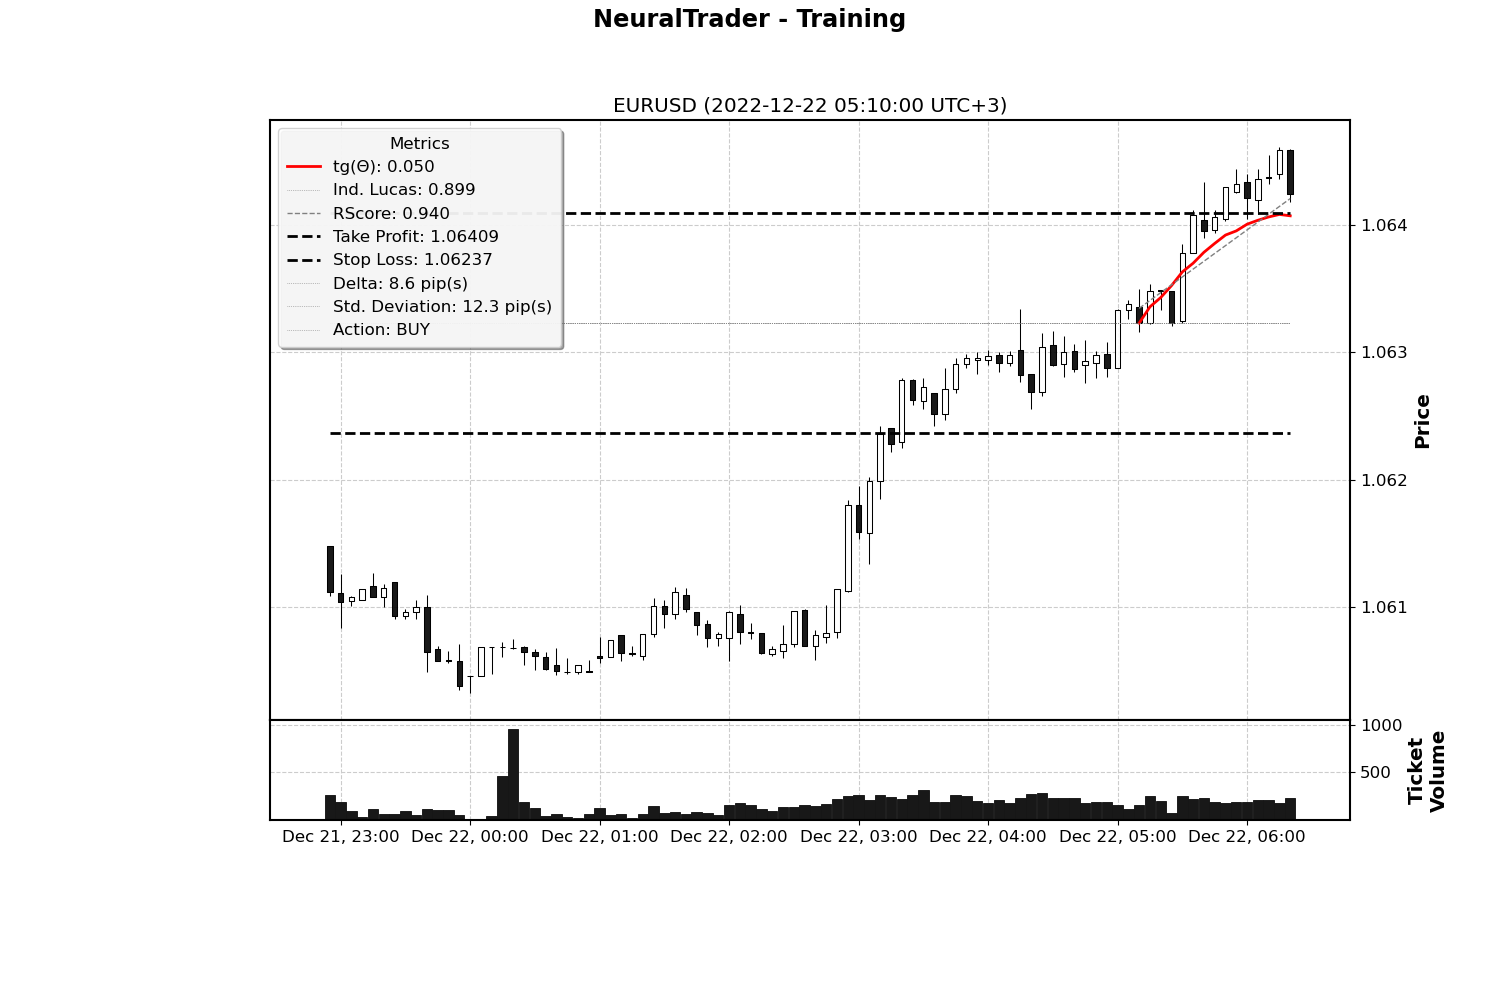 NeuralTrader - Training
EURUSD (2022-12-22 05:10:00 UTC+3)
Metrics
tg(Θ): 0.050
Ind. Lucas: 0.899
RScore: 0.940
Take Profit: 1.06409
Stop Loss: 1.06237
Delta: 8.6 pip(s)
Std. Deviation: 12.3 pip(s)
Action: BUY
1.064
1.063
1.062
1.061
Price
1000
500
Ticket
Volume
Dec 21, 23:00 Dec 22, 00:00 Dec 22, 01:00 Dec 22, 02:00 Dec 22, 03:00 Dec 22, 04:00 Dec 22, 05:00 Dec 22, 06:00